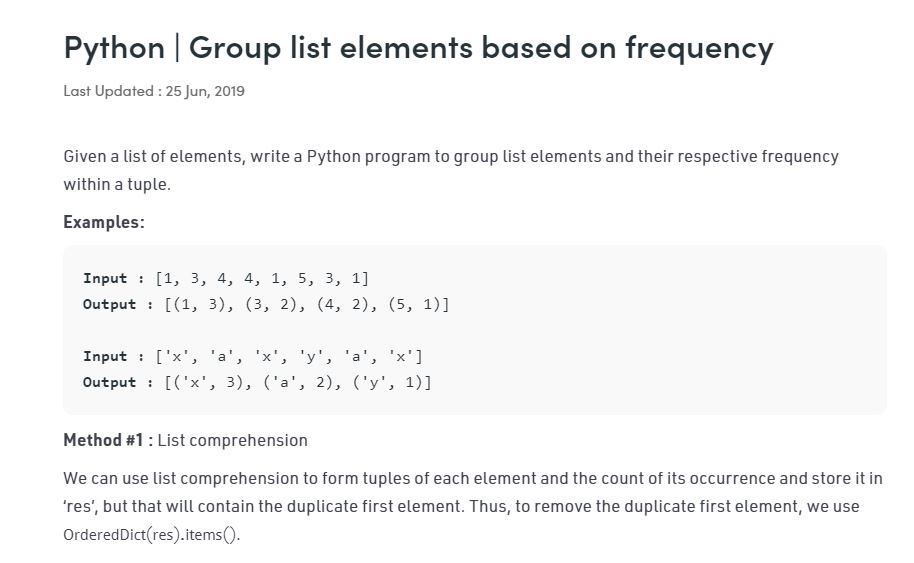 Python | Group list elements based on frequency
Last Updated : 25 Jun, 2019
Given a list of elements, write a Python program to group list elements and their respective frequency
within a tuple.
Examples:
Input : [1, 3, 4, 4, 1, 5, 3, 1]
Output : [(1, 3), (3, 2), (4, 2), (5, 1)]
Input : ['x', 'a', 'x', 'y', 'a', 'x']
Output : [('x', 3), ('a', 2), ('y', 1)]
Method #1 : List comprehension
We can use list comprehension to form tuples of each element and the count of its occurrence and store it in
‘res’, but that will contain the duplicate first element. Thus, to remove the duplicate first element, we use
OrderedDict(res).items().